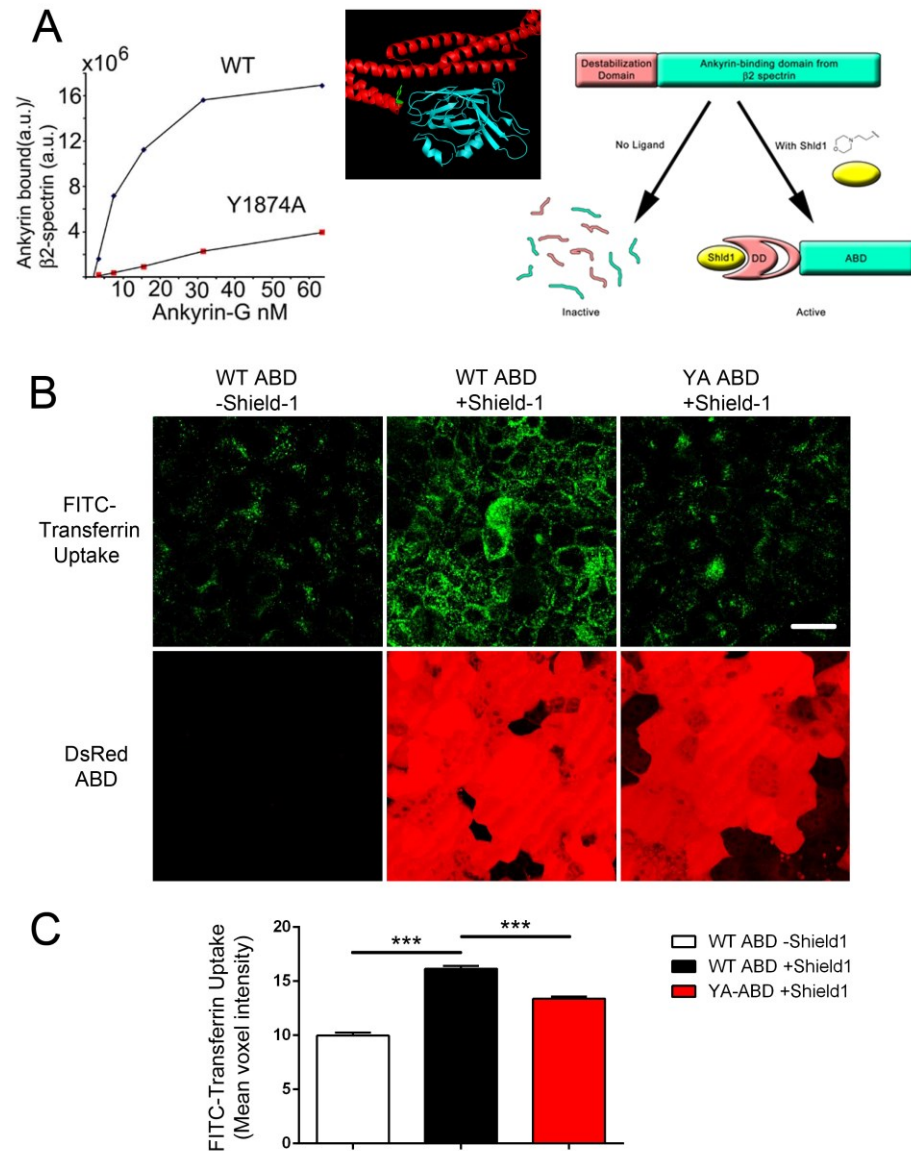 A
×10⁶
16
12
8
4
WT
Y1874A
Ankyrin bound(a.u.)/
β2-spectrin (a.u.)
10 20 30 40 50 60
Ankyrin-G nM
Destabilization
Domain
Ankyrin-binding domain from
β2 spectrin
No Ligand
With Shld1
O
N
Shld1
DD
ABD
Inactive
Active
B
WT ABD
-Shield-1
WT ABD
+Shield-1
YA ABD
+Shield-1
FITC-
Transferrin
Uptake
DsRed
ABD
C
FITC-Transferrin Uptake
(Mean voxel intensity)
20
15
10
5
0
***
***
WT ABD -Shield1
WT ABD +Shield1
YA-ABD +Shield1